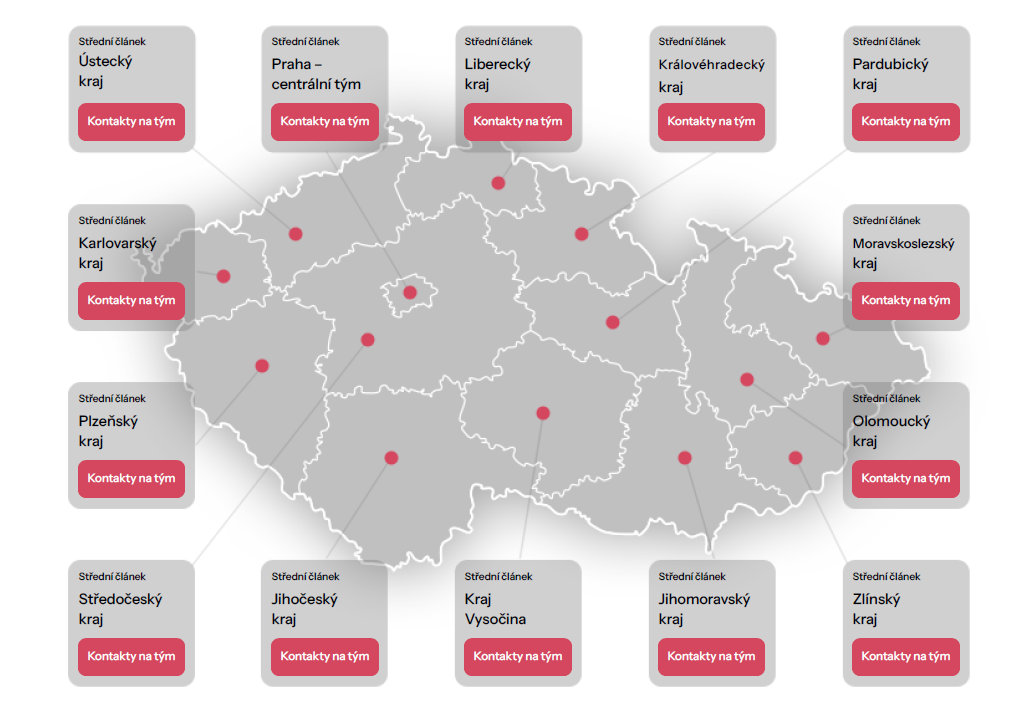 Střední článek
Ústecký
kraj
Kontakty na tým
Střední článek
Praha –
centrální tým
Kontakty na tým
Střední článek
Liberecký
kraj
Kontakty na tým
Střední článek
Královéhradecký
kraj
Kontakty na tým
Střední článek
Pardubický
kraj
Kontakty na tým
Střední článek
Karlovarský
kraj
Kontakty na tým
Střední článek
Moravskoslezský
kraj
Kontakty na tým
Střední článek
Plzeňský
kraj
Kontakty na tým
Střední článek
Olomoucký
kraj
Kontakty na tým
Střední článek
Středočeský
kraj
Kontakty na tým
Střední článek
Jihočeský
kraj
Kontakty na tým
Střední článek
Kraj
Vysočina
Kontakty na tým
Střední článek
Jihomoravský
kraj
Kontakty na tým
Střední článek
Zlínský
kraj
Kontakty na tým